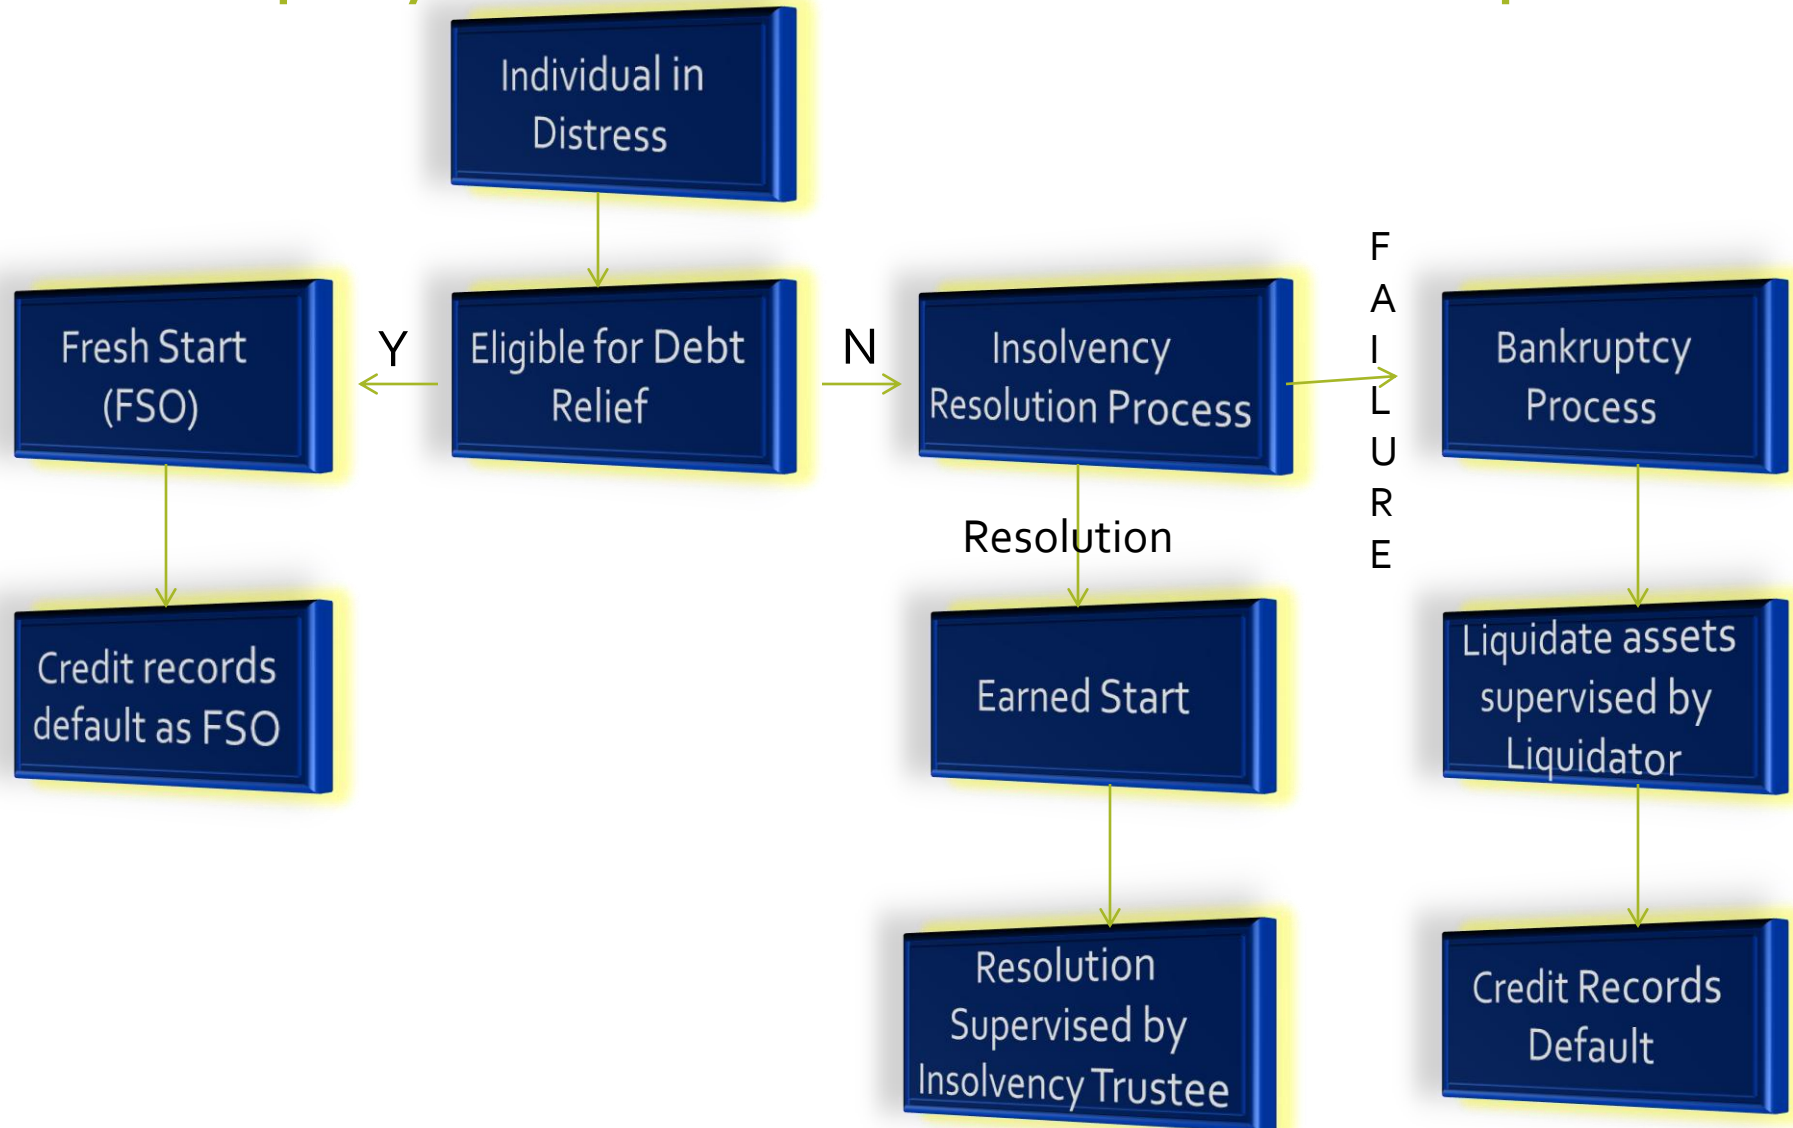 Individual in
Distress
Fresh Start
(FSO)
Y
Eligible for Debt
Relief
N
Insolvency
Resolution Process
F
A
I
L
U
R
E
Bankruptcy
Process
Resolution
Credit records
default as FSO
Earned Start
Liquidate assets
supervised by
Liquidator
Resolution
Supervised by
Insolvency Trustee
Credit Records
Default